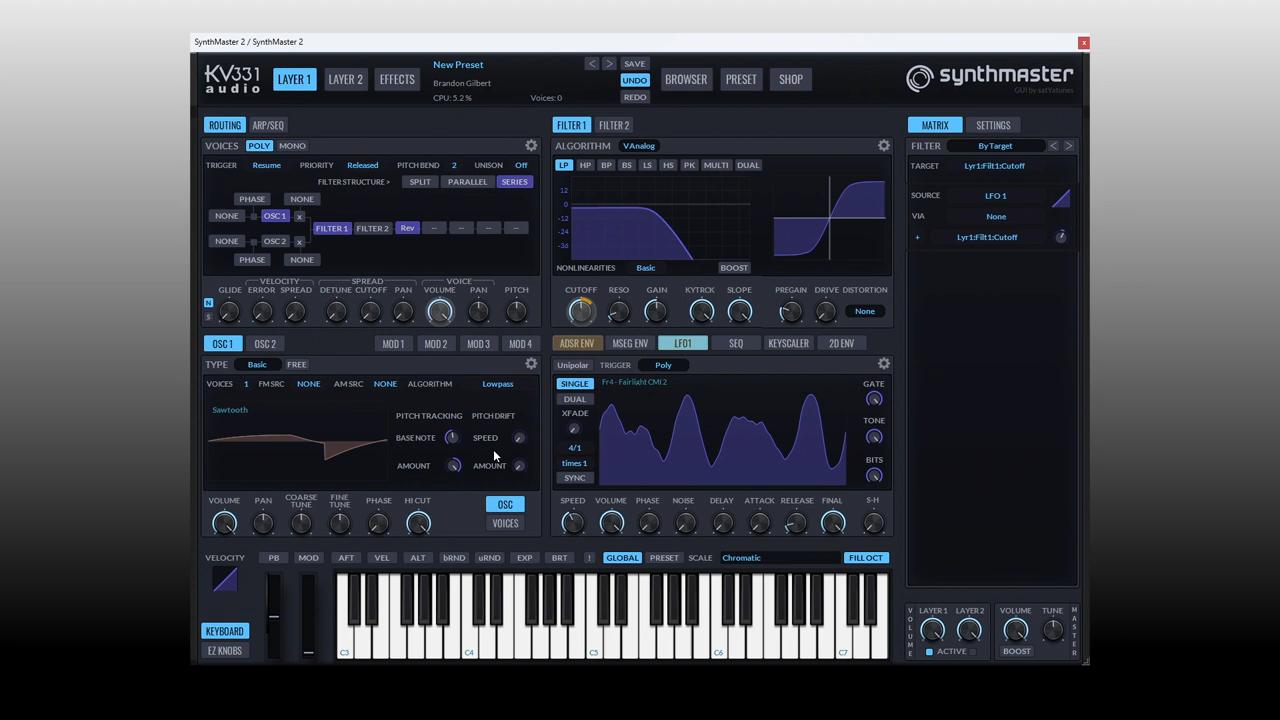 SynthMaster 2 / SynthMaster 2
x
KV331 audio
LAYER 1
LAYER 2
EFFECTS
New Preset
Brandon Gilbert
CPU: 5.2 %
Voices: 0
<
>
SAVE
UNDO
REDO
BROWSER
PRESET
SHOP
synthmaster
GUI by satYatunes
ROUTING
ARP/SEQ
VOICES
POLY
MONO
TRIGGER
Resume
PRIORITY
Released
PITCH BEND
2
UNISON
Off
FILTER STRUCTURE >
SPLIT
PARALLEL
SERIES
PHASE
NONE
NONE
OSC 1
x
FILTER 1
FILTER 2
Rev
--
--
--
--
NONE
OSC 2
x
PHASE
NONE
VELOCITY
SPREAD
VOICE
GLIDE
ERROR
SPREAD
DETUNE
CUTOFF
PAN
VOLUME
PAN
PITCH
N
S
FILTER 1
FILTER 2
ALGORITHM
VAnalog
LP
HP
BP
BS
LS
HS
PK
MULTI
DUAL
12
0
-12
-24
-36
NONLINEARITIES
Basic
BOOST
CUTOFF
RESO
GAIN
KYTRCK
SLOPE
PREGAIN
DRIVE
DISTORTION
None
MATRIX
SETTINGS
FILTER
By Target
<
>
TARGET
Lyr1:Filt1:Cutoff
SOURCE
LFO 1
VIA
None
+
Lyr1:Filt1:Cutoff
OSC 1
OSC 2
MOD 1
MOD 2
MOD 3
MOD 4
TYPE
Basic
FREE
VOICES
1
FM SRC
NONE
AM SRC
NONE
ALGORITHM
Lowpass
Sawtooth
PITCH TRACKING
PITCH DRIFT
BASE NOTE
SPEED
AMOUNT
AMOUNT
VOLUME
PAN
COARSE TUNE
FINE TUNE
PHASE
HI CUT
OSC
VOICES
ADSR ENV
MSEG ENV
LFO1
SEQ
KEYSCALER
2D ENV
Unipolar
TRIGGER
Poly
SINGLE
DUAL
XFADE
4/1
times 1
SYNC
Fr4 - Fairlight CMI 2
GATE
TONE
BITS
SPEED
VOLUME
PHASE
NOISE
DELAY
ATTACK
RELEASE
FINAL
S-H
VELOCITY
PB
MOD
AFT
VEL
ALT
bRND
uRND
EXP
BRT
!
GLOBAL
PRESET
SCALE
Chromatic
FILL OCT
KEYBOARD
EZ KNOBS
C3
C4
C5
C6
C7
VOLUME
LAYER 1
LAYER 2
ACTIVE
VOLUME
TUNE
BOOST
MASTER